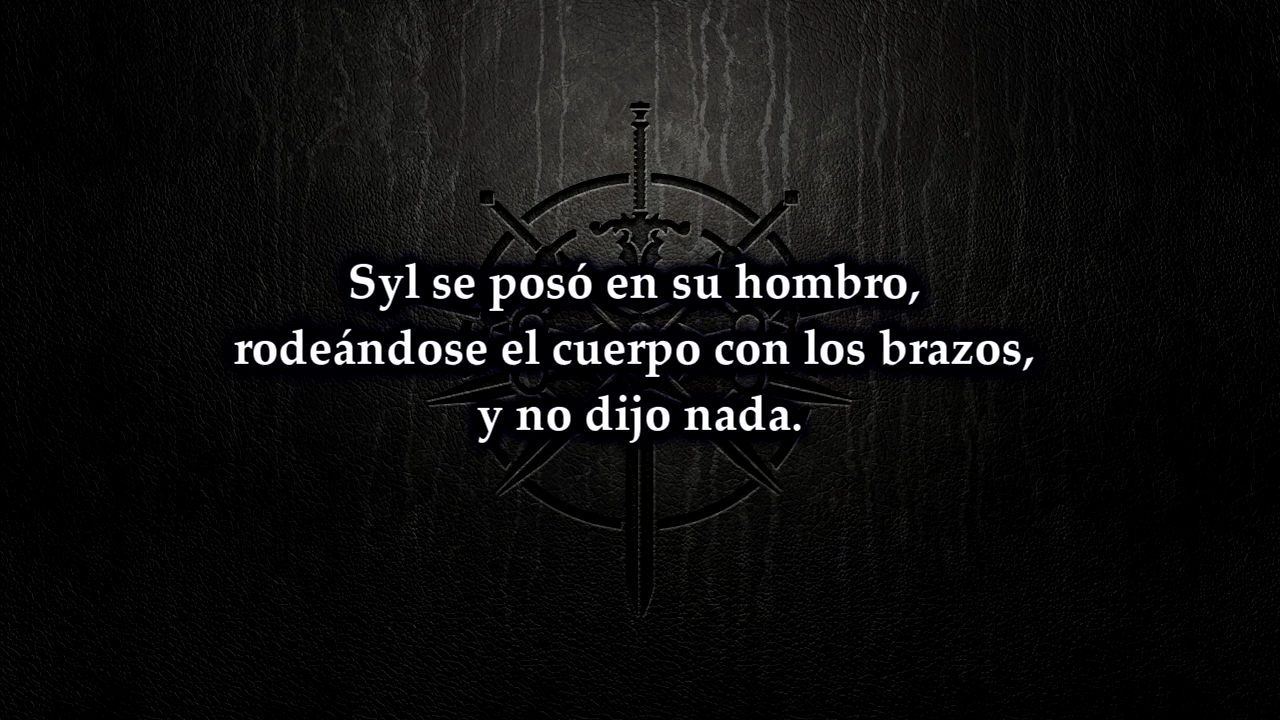 Syl se posó en su hombro,
rodeándose el cuerpo con los brazos,
y no dijo nada.